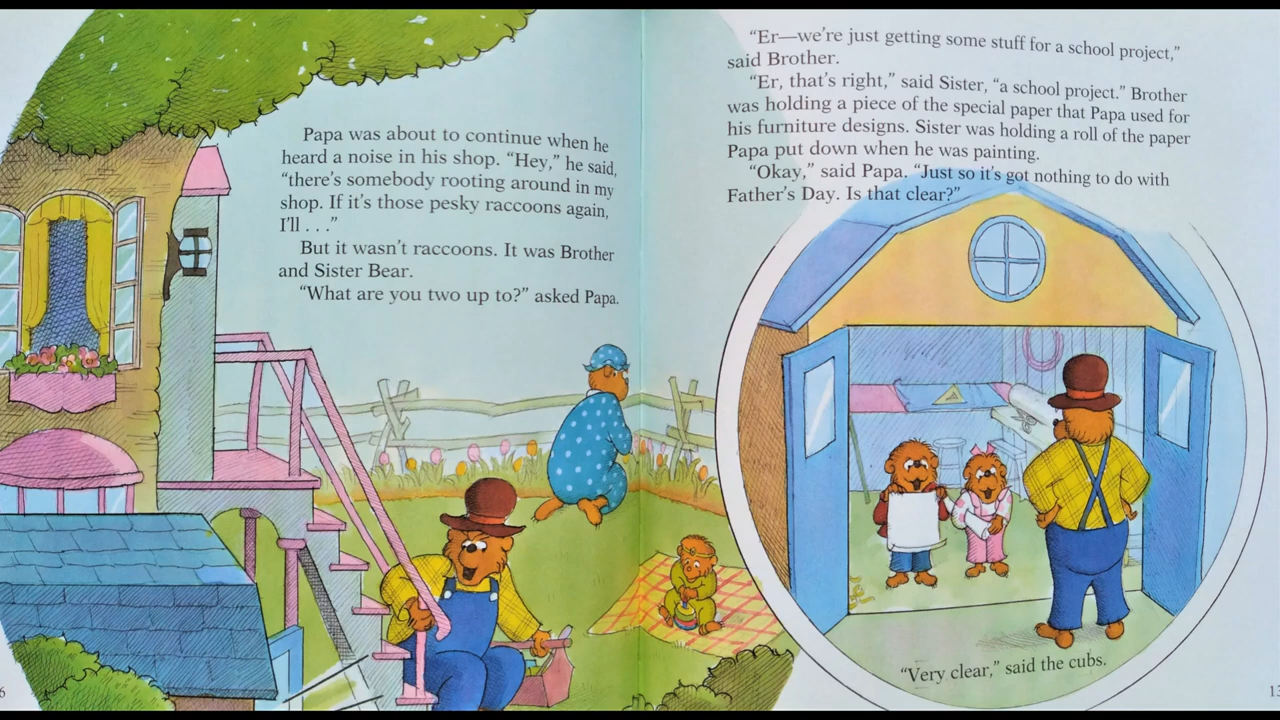 Papa was about to continue when he
heard a noise in his shop. “Hey,” he said,
“there’s somebody rooting around in my
shop. If it’s those pesky raccoons again,
I’ll . . .”
But it wasn’t raccoons. It was Brother
and Sister Bear.
“What are you two up to?” asked Papa.
“Er—we’re just getting some stuff for a school project,”
said Brother.
“Er, that’s right,” said Sister, “a school project.” Brother
was holding a piece of the special paper that Papa used for
his furniture designs. Sister was holding a roll of the paper
Papa put down when he was painting.
“Okay,” said Papa. “Just so it’s got nothing to do with
Father’s Day. Is that clear?”
“Very clear,” said the cubs.